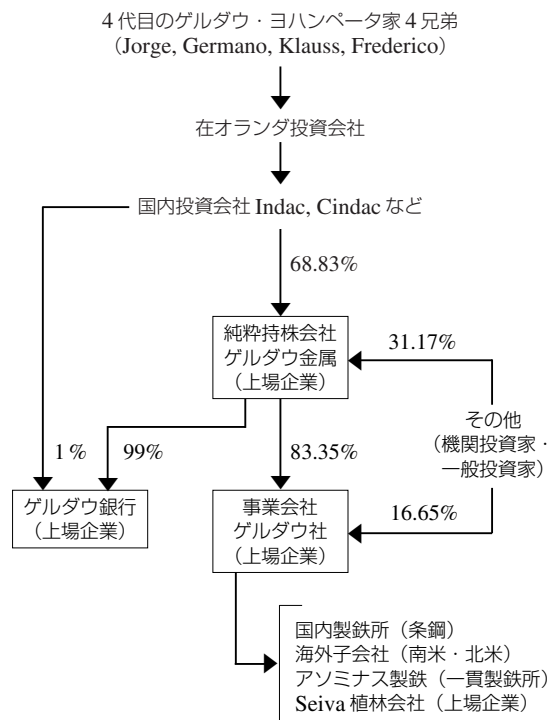 4代目のゲルダウ・ヨハンペータ家4兄弟
（Jorge, Germano, Klauss, Frederico）
在オランダ投資会社
国内投資会社 Indac, Cindac など
68.83%
純粋持株会社
ゲルダウ金属
（上場企業）
31.17%
その他
（機関投資家・
一般投資家）
1%
99%
83.35%
ゲルダウ銀行
（上場企業）
事業会社
ゲルダウ社
（上場企業）
16.65%
国内製鉄所（条鋼）
海外子会社（南米・北米）
アソミナス製鉄（一貫製鉄所）
Seiva 植林会社（上場企業）